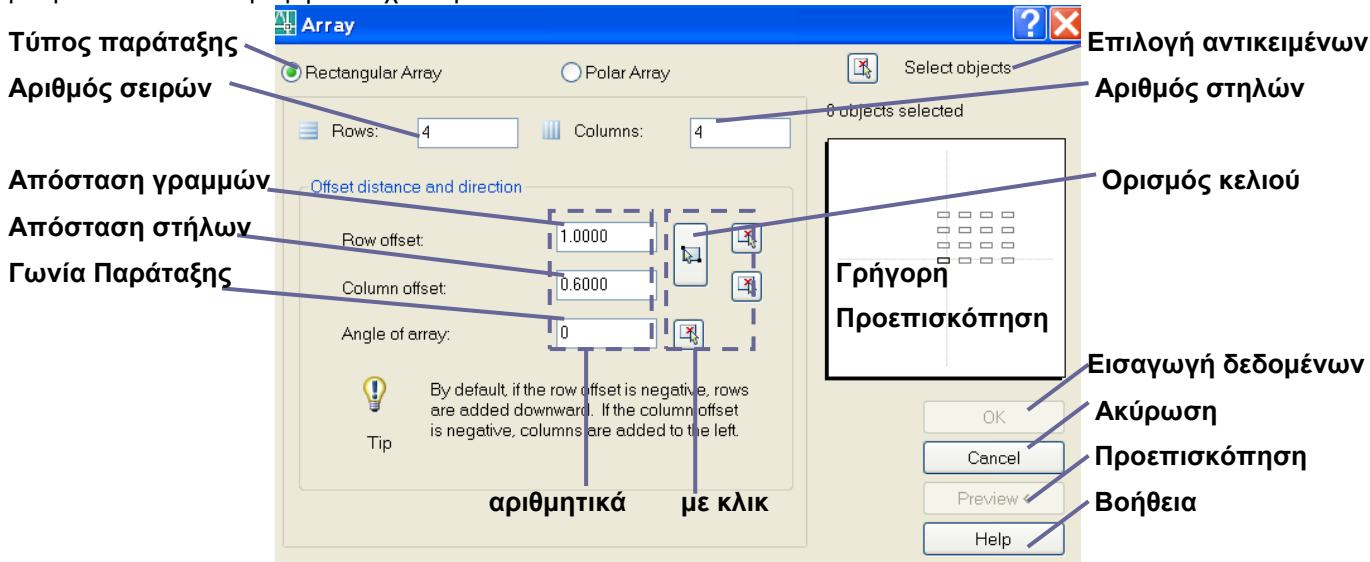 Array
Τύπος παράταξης
Επιλογή αντικειμένων
Rectangular Array
Polar Array
Select objects
Αριθμός σειρών
Αριθμός στηλών
0 objects selected
Rows:
4
Columns:
4
Απόσταση γραμμών
Offset distance and direction
Ορισμός κελιού
Απόσταση στήλων
Row offset:
1.0000
Γωνία Παράταξης
Column offset:
0.6000
Γρήγορη
Προεπισκόπηση
Angle of array:
0
Εισαγωγή δεδομένων
By default, if the row offset is negative, rows
are added downward. If the column offset
is negative, columns are added to the left.
Tip
OK
Ακύρωση
Cancel
Προεπισκόπηση
αριθμητικά
με κλικ
Preview <
Βοήθεια
Help